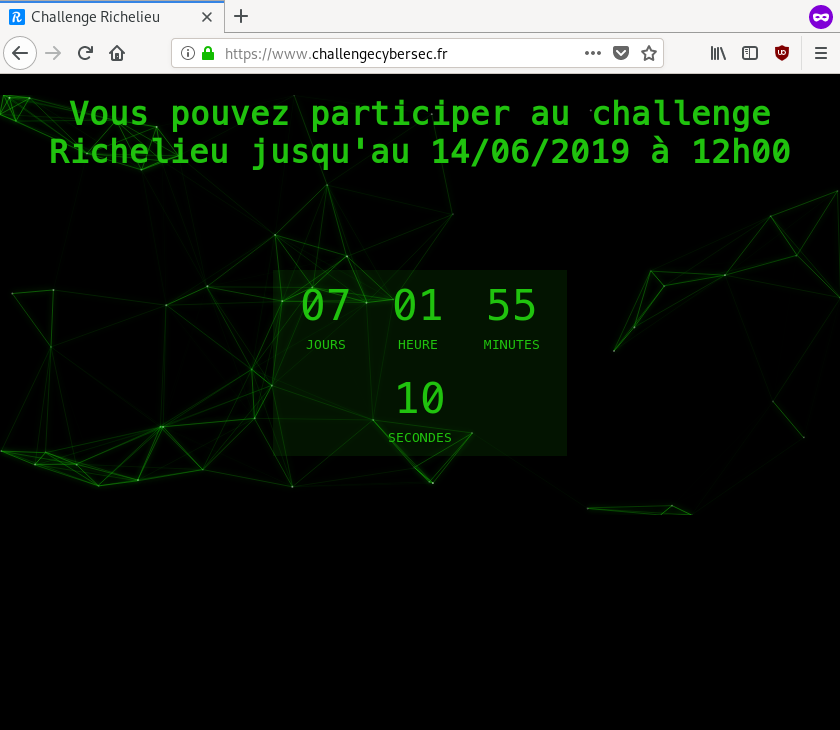 Challenge Richelieu
https://www.challengecybersec.fr
Vous pouvez participer au challenge
Richelieu jusqu'au 14/06/2019 à 12h00
07 01 55
JOURS HEURE MINUTES
10
SECONDES